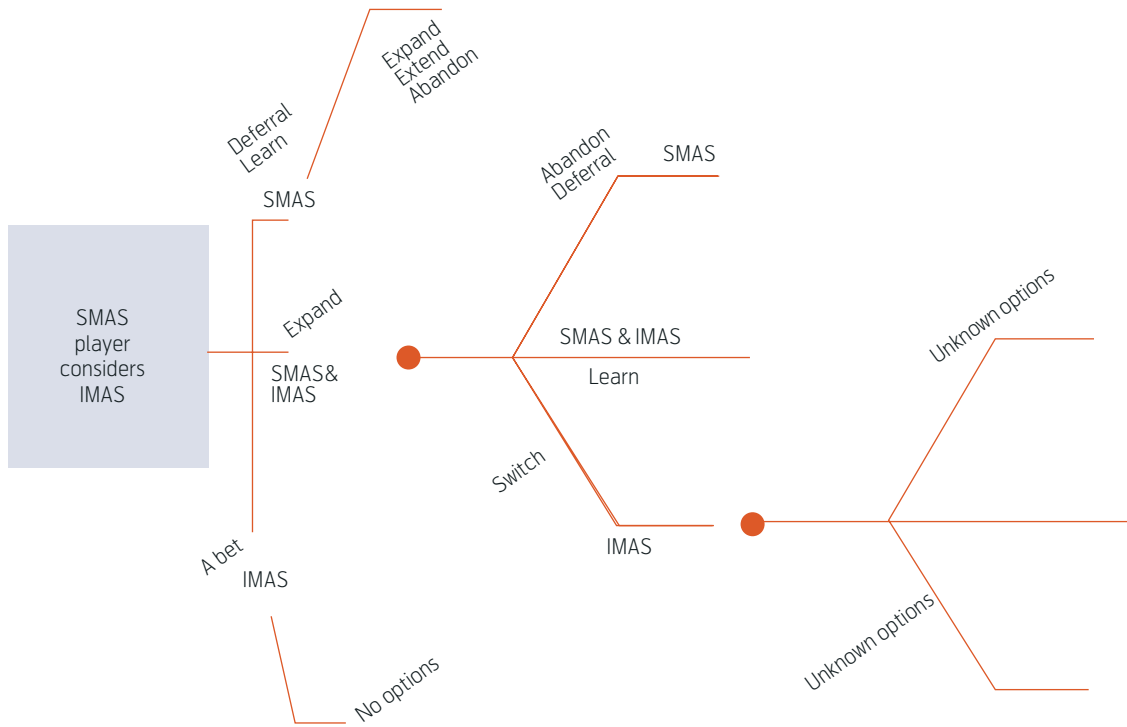 Expand
Extend
Abandon
Deferral
Learn
SMAS
SMAS
player
considers
IMAS
Expand
SMAS&
IMAS
A bet
IMAS
No options
Abandon
Deferral
SMAS
SMAS & IMAS
Learn
Switch
IMAS
Unknown options
Unknown options